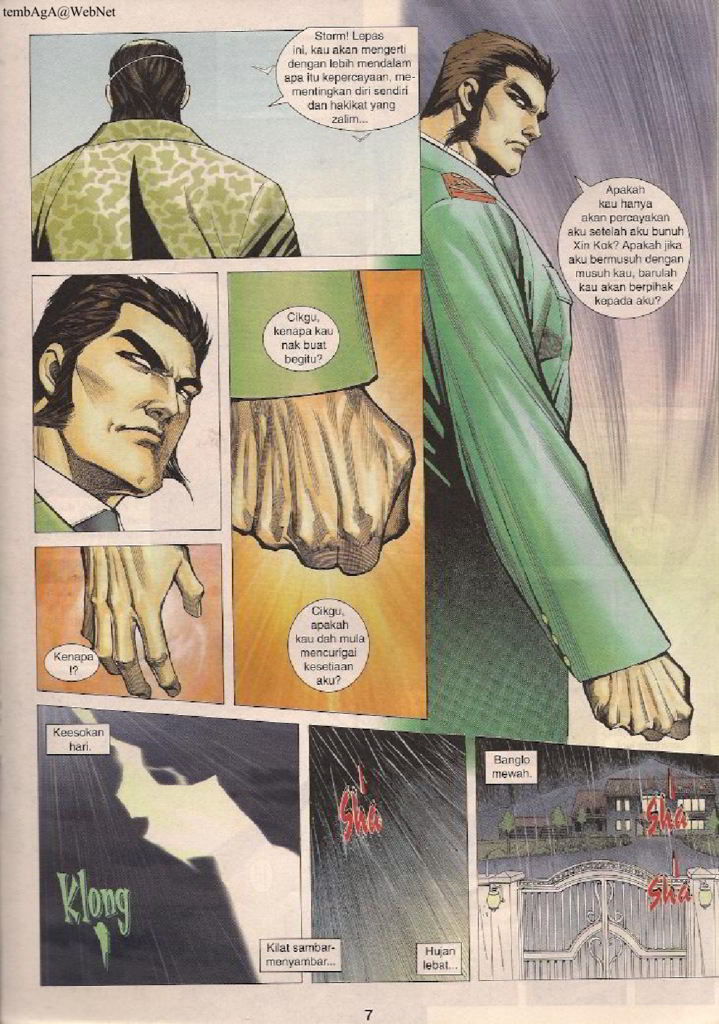 tembAgA@WebNet
Storm! Lepas
ini, kau akan mengerti
dengan lebih mendalam
apa itu kepercayaan, me-
mentingkan diri sendiri
dan hakikat yang
zalim...
Apakah
kau hanya
akan percayakan
aku setelah aku bunuh
Xin Kok? Apakah jika
aku bermusuh dengan
musuh kau, barulah
kau akan berpihak
kepada aku?
Cikgu,
kenapa kau
nak buat
begitu?
Kenapa
!?
Cikgu,
apakah
kau dah mula
mencurigai
kesetiaan
aku?
Keesokan
hari.
Klong
Kilat sambar-
menyambar...
Sha
Hujan
lebat...
Banglo
mewah.
Sha
Sha
7